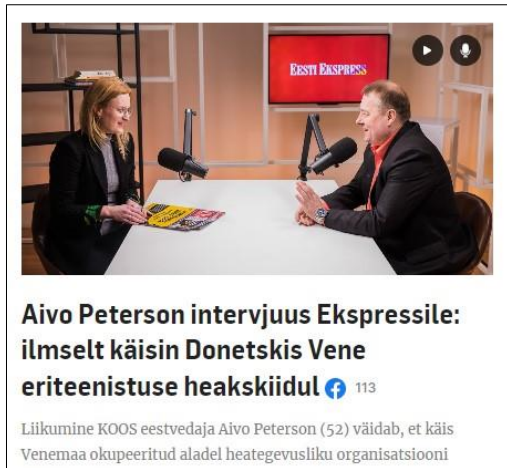 EESTI EKSPRESS
Aivo Peterson intervjuus Ekspressile:
ilmselt käisin Donetskis Vene
eriteenistuse heakskiidul 113
Liikumine KOOS eestvedaja Aivo Peterson (52) väidab, et käis
Venemaa okupeeritud aladel heategevusliku organisatsiooni